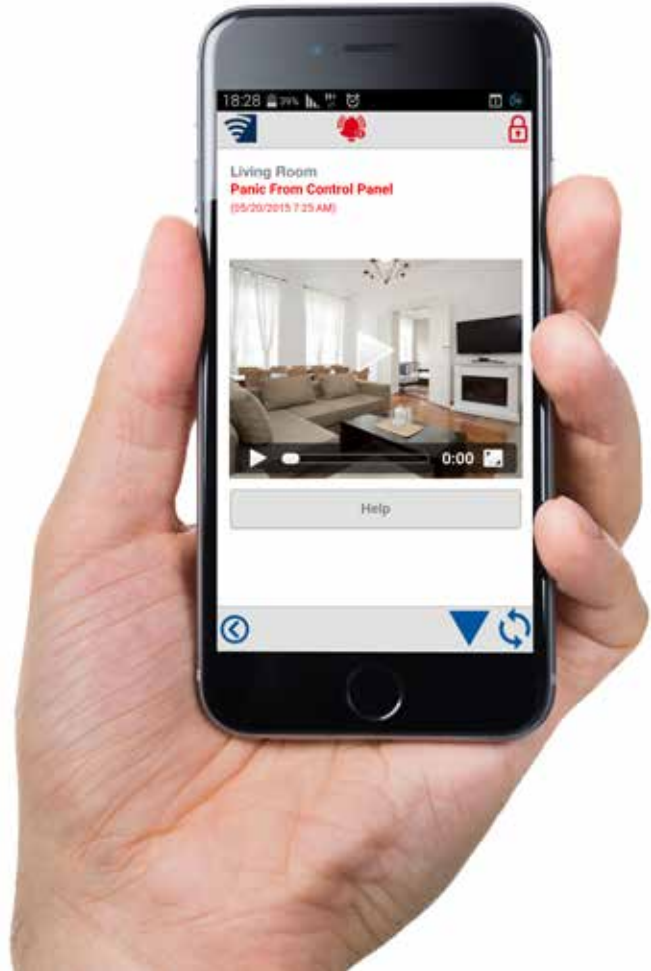 18:28 39%
Living Room
Panic From Control Panel
(05/20/2015 7:25 AM)
0:00
Help